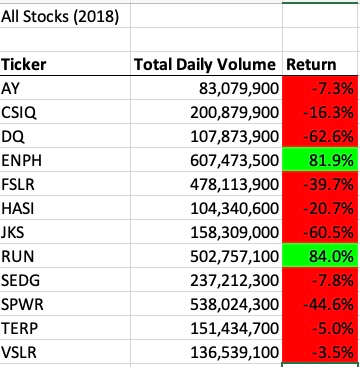 All Stocks (2018)
Ticker Total Daily Volume Return
AY 83,079,900 -7.3%
CSIQ 200,879,900 -16.3%
DQ 107,873,900 -62.6%
ENPH 607,473,500 81.9%
FSLR 478,113,900 -39.7%
HASI 104,340,600 -20.7%
JKS 158,309,000 -60.5%
RUN 502,757,100 84.0%
SEDG 237,212,300 -7.8%
SPWR 538,024,300 -44.6%
TERP 151,434,700 -5.0%
VSLR 136,539,100 -3.5%